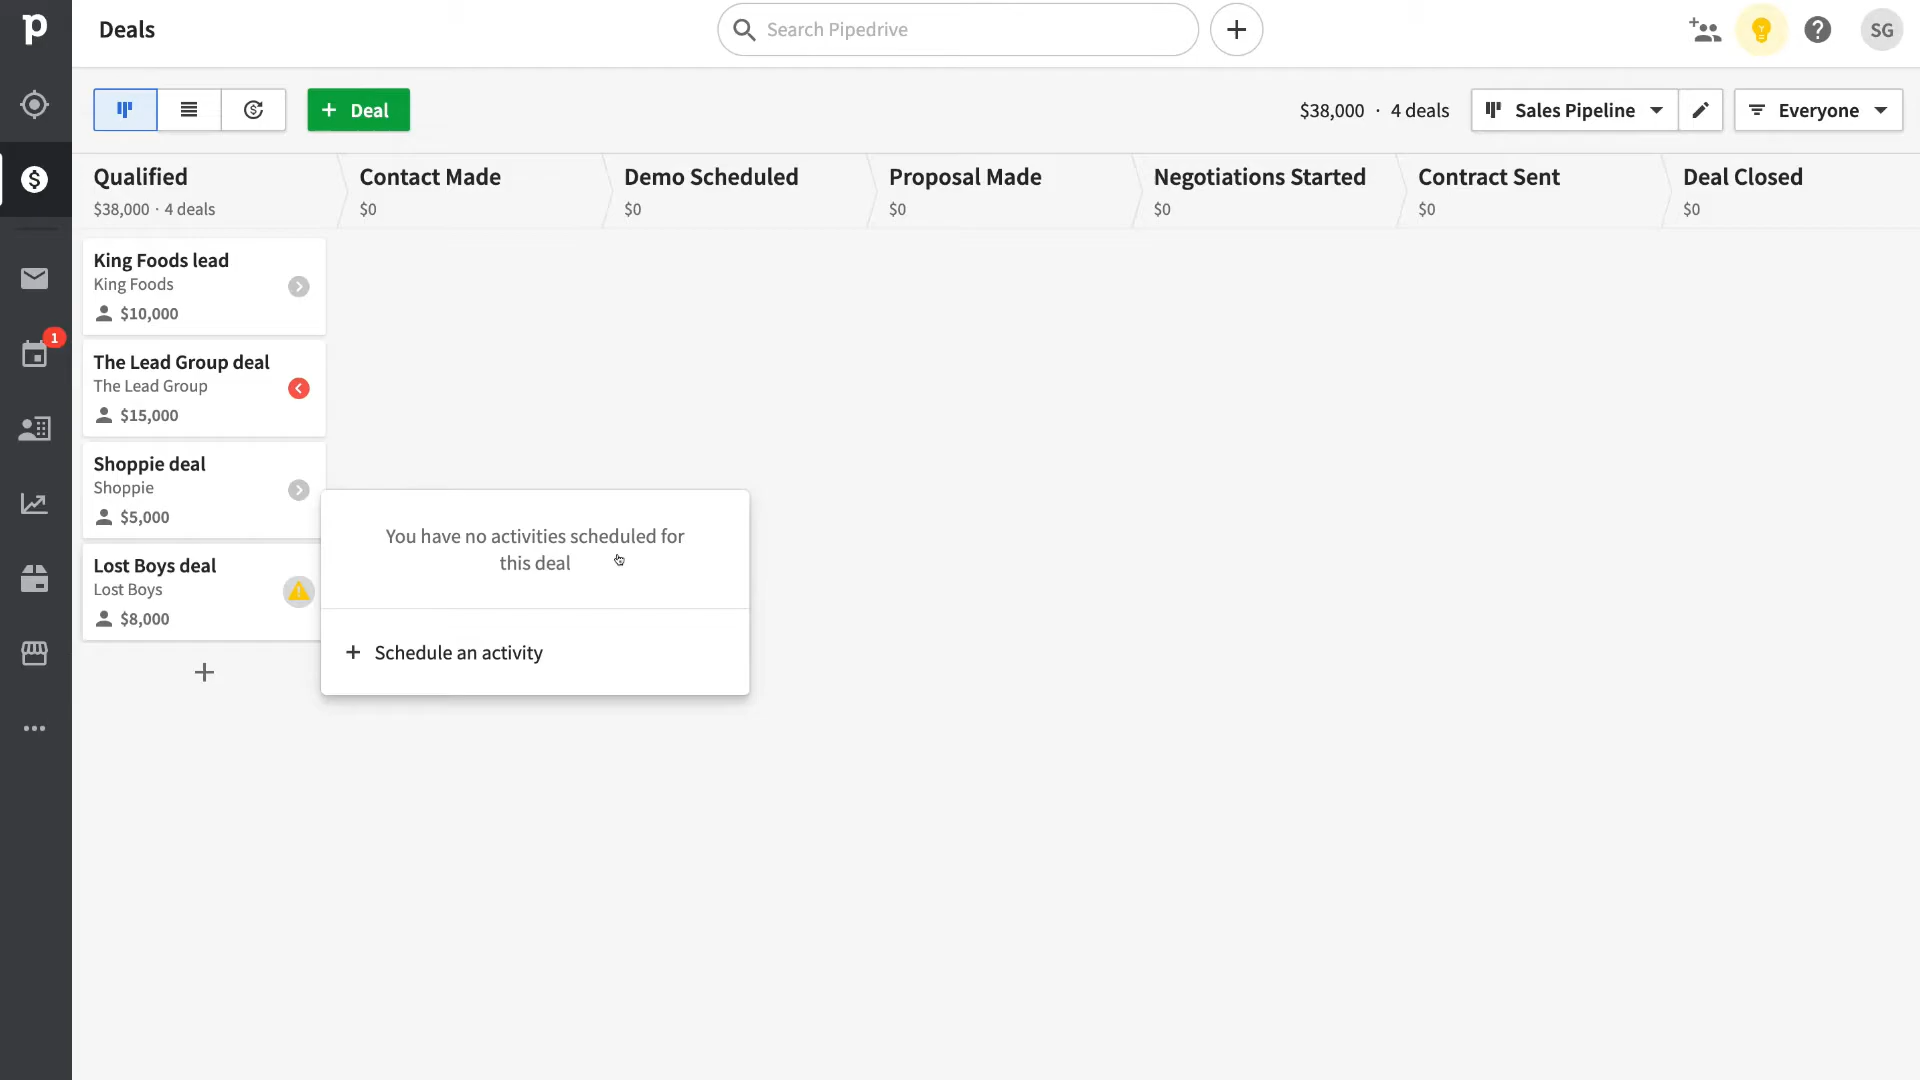 p
Deals
Search Pipedrive
SG
+ Deal
$38,000 · 4 deals
Sales Pipeline
Everyone
Qualified
$38,000 · 4 deals
Contact Made
$0
Demo Scheduled
$0
Proposal Made
$0
Negotiations Started
$0
Contract Sent
$0
Deal Closed
$0
1
King Foods lead
King Foods
$10,000
The Lead Group deal
The Lead Group
$15,000
Shoppie deal
Shoppie
$5,000
Lost Boys deal
Lost Boys
$8,000
You have no activities scheduled for
this deal
+ Schedule an activity